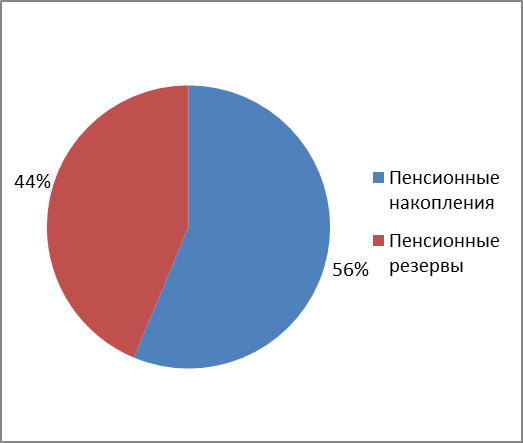 44%
Пенсионные
накопления
Пенсионные
резервы
56%